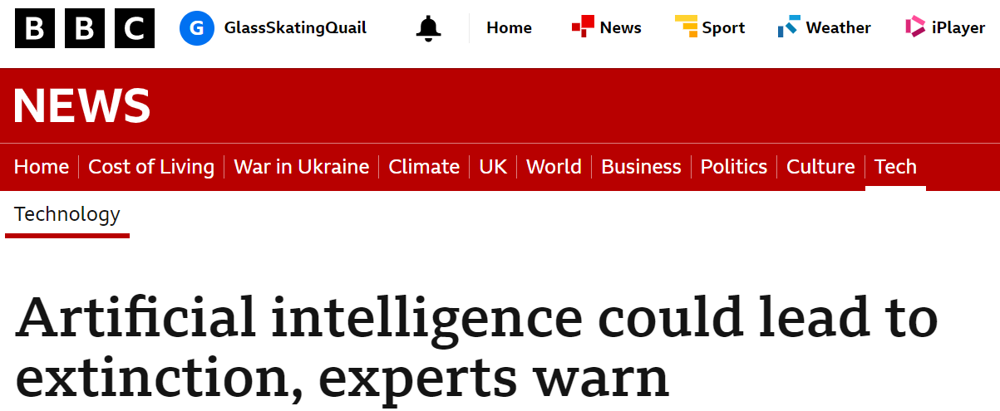 BBC G GlassSkatingQuail Home News Sport Weather iPlayer
NEWS
Home Cost of Living War in Ukraine Climate UK World Business Politics Culture Tech
Technology
Artificial intelligence could lead to
extinction, experts warn